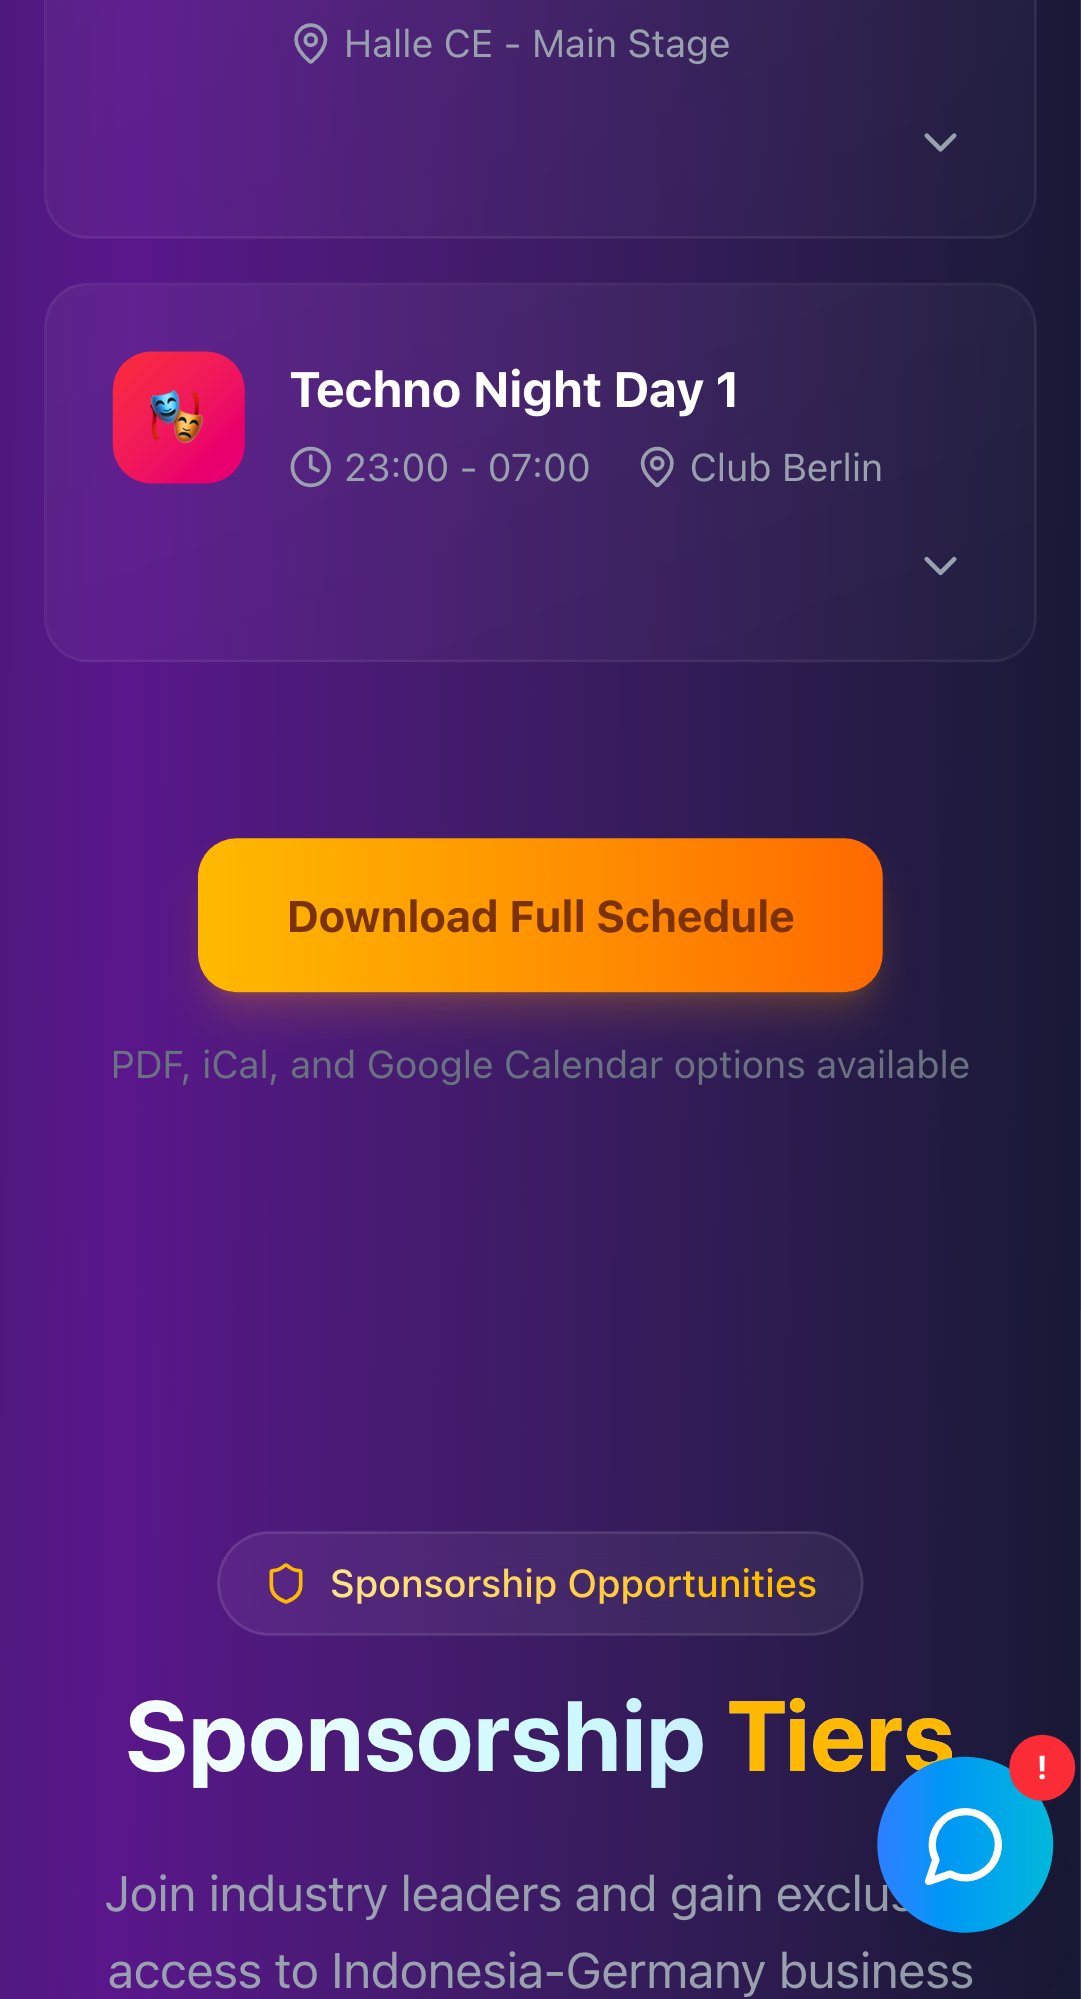 Halle CE - Main Stage
Techno Night Day 1
23:00 - 07:00 Club Berlin
Download Full Schedule
PDF, iCal, and Google Calendar options available
Sponsorship Opportunities
Sponsorship Tiers
!
Join industry leaders and gain
access to Indonesia-Germany business